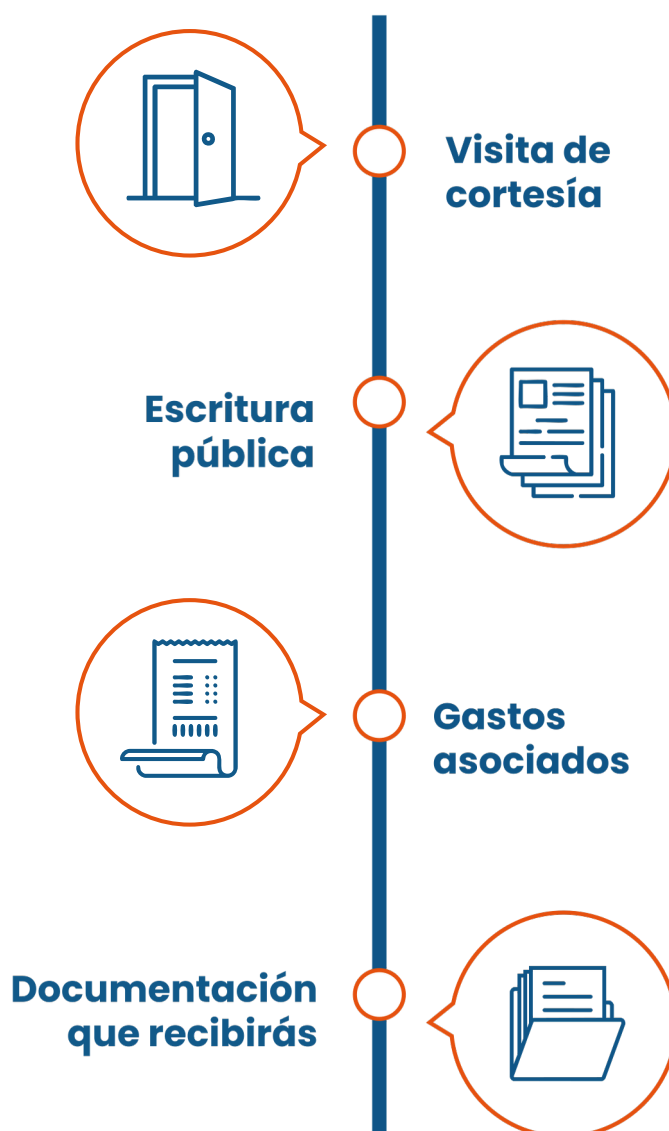 Visita de
cortesía
Escritura
pública
Gastos
asociados
Documentación
que recibirás